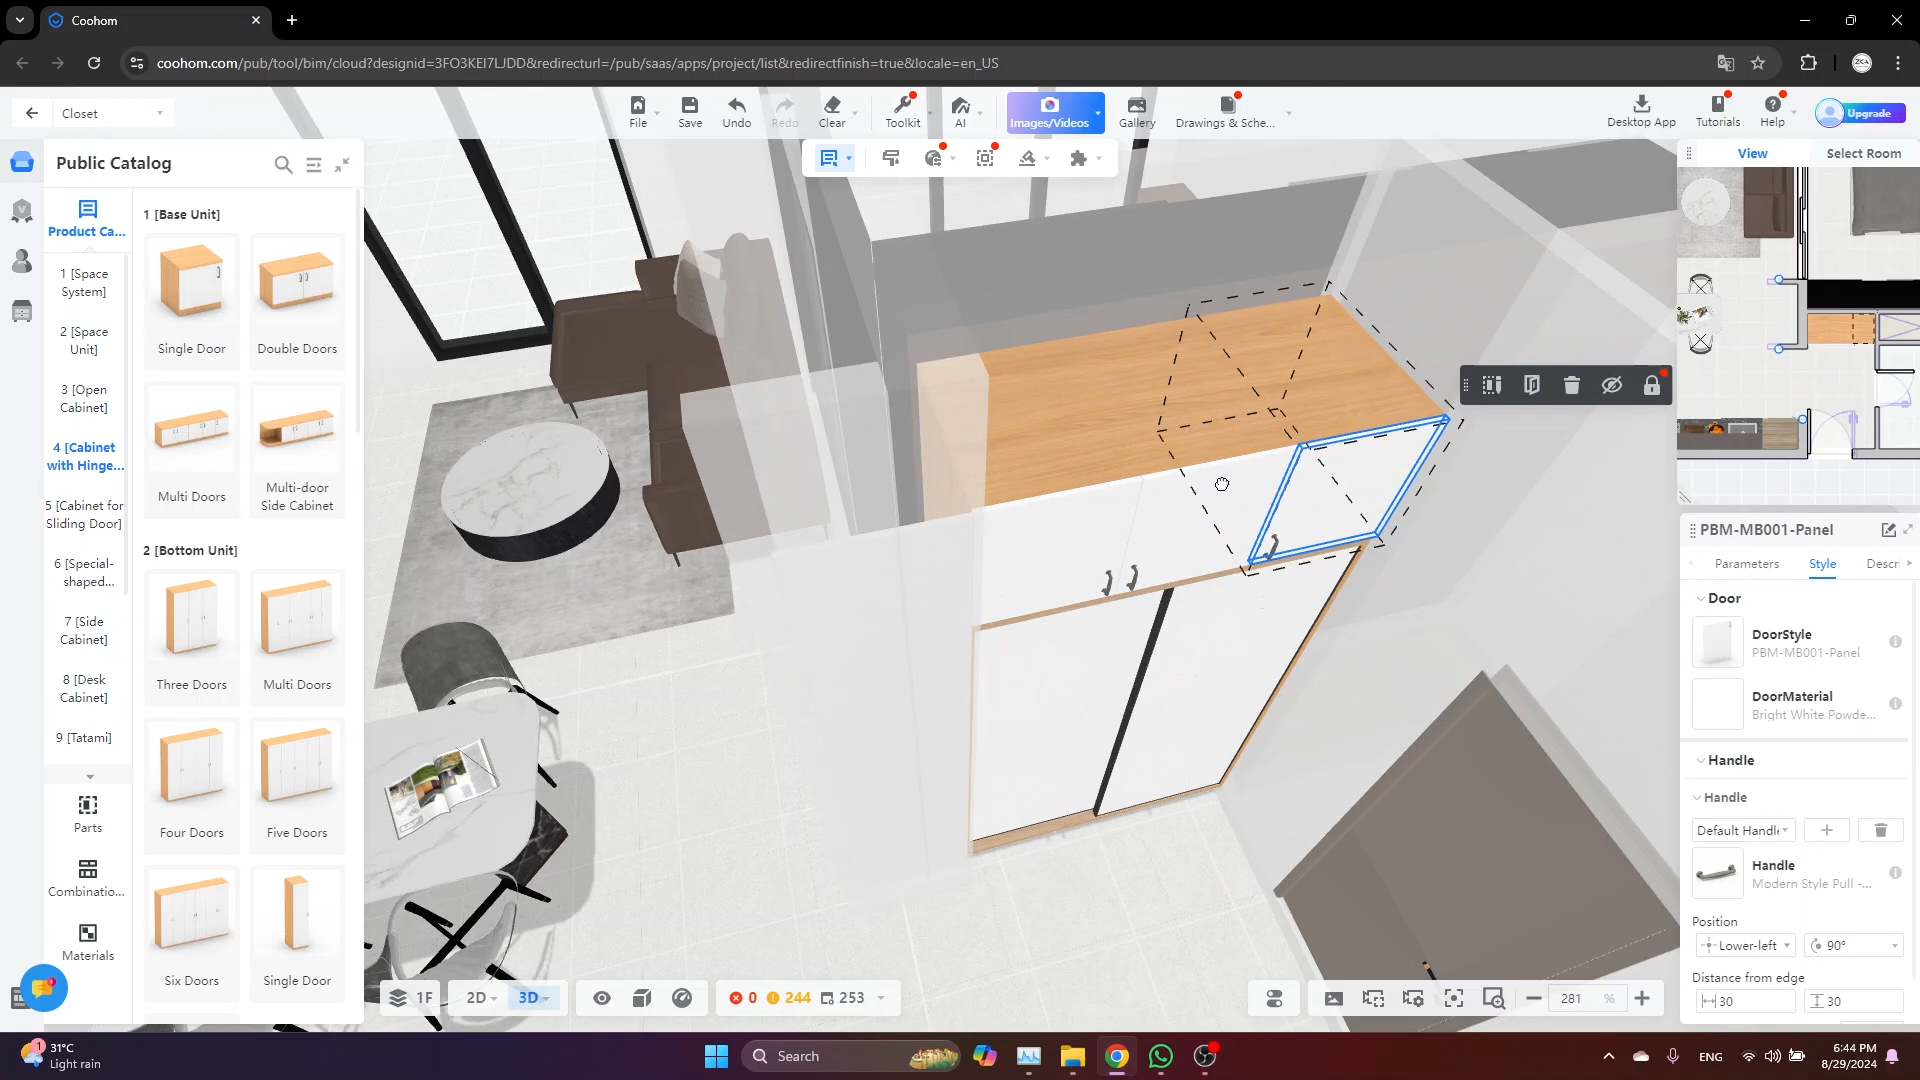 Coohom
coohom.com/pub/tool/bim/cloud?designid=3FO3KEI7LJDD&redirecturl=/pub/saas/apps/project/list&redirectfinish=true&locale=en_US
Closet
File
Save
Undo
Redo
Clear
Toolkit
AI
Images/Videos
Gallery
Drawings & Sche...
Desktop App
Tutorials
Help
Upgrade
Public Catalog
Product Ca...
1 [Space
System]
2 [Space
Unit]
3 [Open
Cabinet]
4 [Cabinet
with Hinge...
5 [Cabinet for
Sliding Door]
6 [Special-
shaped...
7 [Side
Cabinet]
8 [Desk
Cabinet]
9 [Tatami]
Parts
Combinatio...
Materials
1 [Base Unit]
Single Door
Double Doors
Multi Doors
Multi-door
Side Cabinet
2 [Bottom Unit]
Three Doors
Multi Doors
Four Doors
Five Doors
Six Doors
Single Door
View
Select Room
PBM-MB001-Panel
Parameters
Style
Descri
Door
DoorStyle
PBM-MB001-Panel
DoorMaterial
Bright White Powde...
Handle
Handle
Default Handle
Handle
Modern Style Pull -...
Position
Lower-left
90°
Distance from edge
30
30
1F
2D
3D
0
244
253
281
%
1
31°C
Light rain
Search
ENG
6:44 PM
8/29/2024